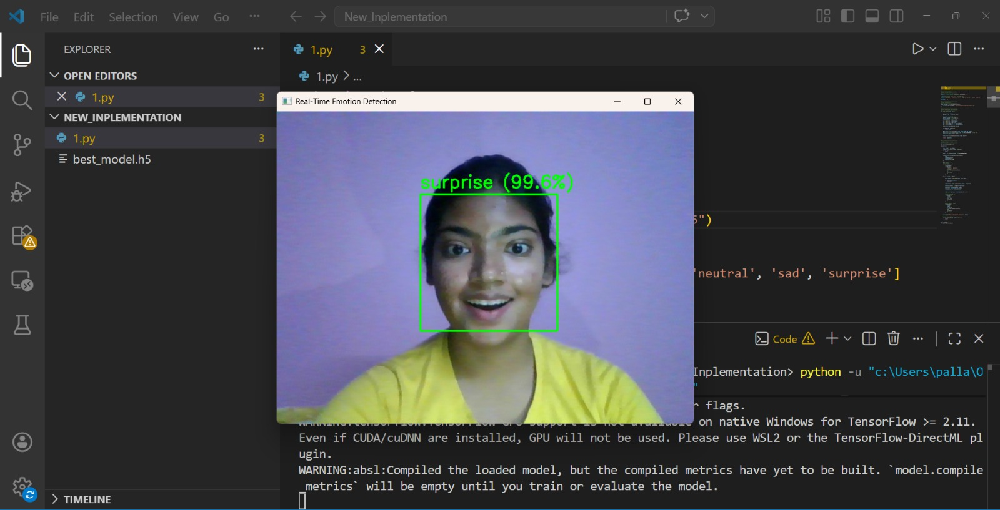 File Edit Selection View Go ···
New_Inplementation
EXPLORER
1.py 3
OPEN EDITORS
1.py > ...
1.py 3
Real-Time Emotion Detection
NEW_INPLEMENTATION
1.py 3
best_model.h5
surprise (99.6%)
5")
'neutral', 'sad', 'surprise']
Code
Inplementation> python -u "c:\Users\palla\O
"
r flags.
on native Windows for TensorFlow >= 2.11.
Even if CUDA/cuDNN are installed, GPU will not be used. Please use WSL2 or the TensorFlow-DirectML pl
ugin.
WARNING:absl:Compiled the loaded model, but the compiled metrics have yet to be built. `model.compile
_metrics` will be empty until you train or evaluate the model.
TIMELINE